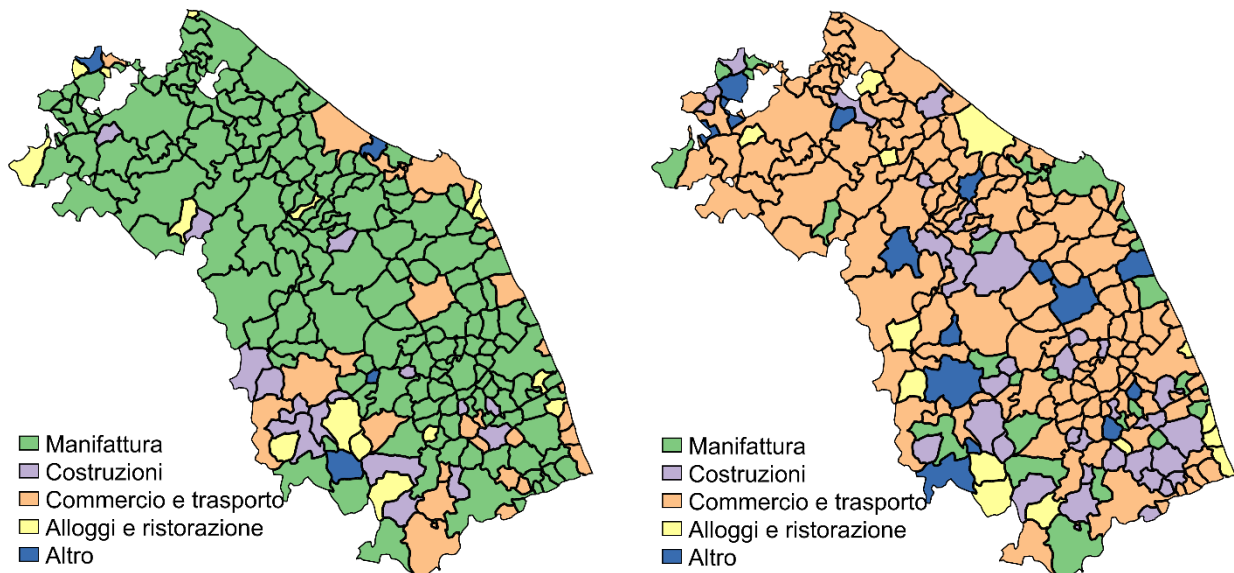 Manifattura
Costruzioni
Commercio e trasporto
Alloggi e ristorazione
Altro
Manifattura
Costruzioni
Commercio e trasporto
Alloggi e ristorazione
Altro